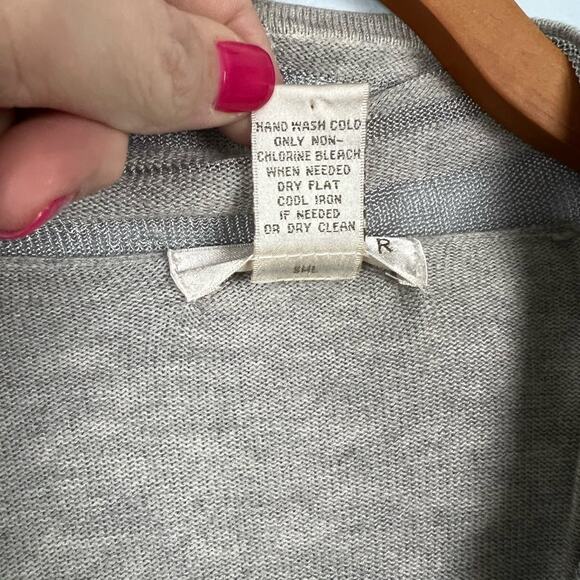 HAND WASH COLD
ONLY NON-
CHLORINE BLEACH
WHEN NEEDED
DRY FLAT
COOL IRON
IF NEEDED
OR DRY CLEAN
R